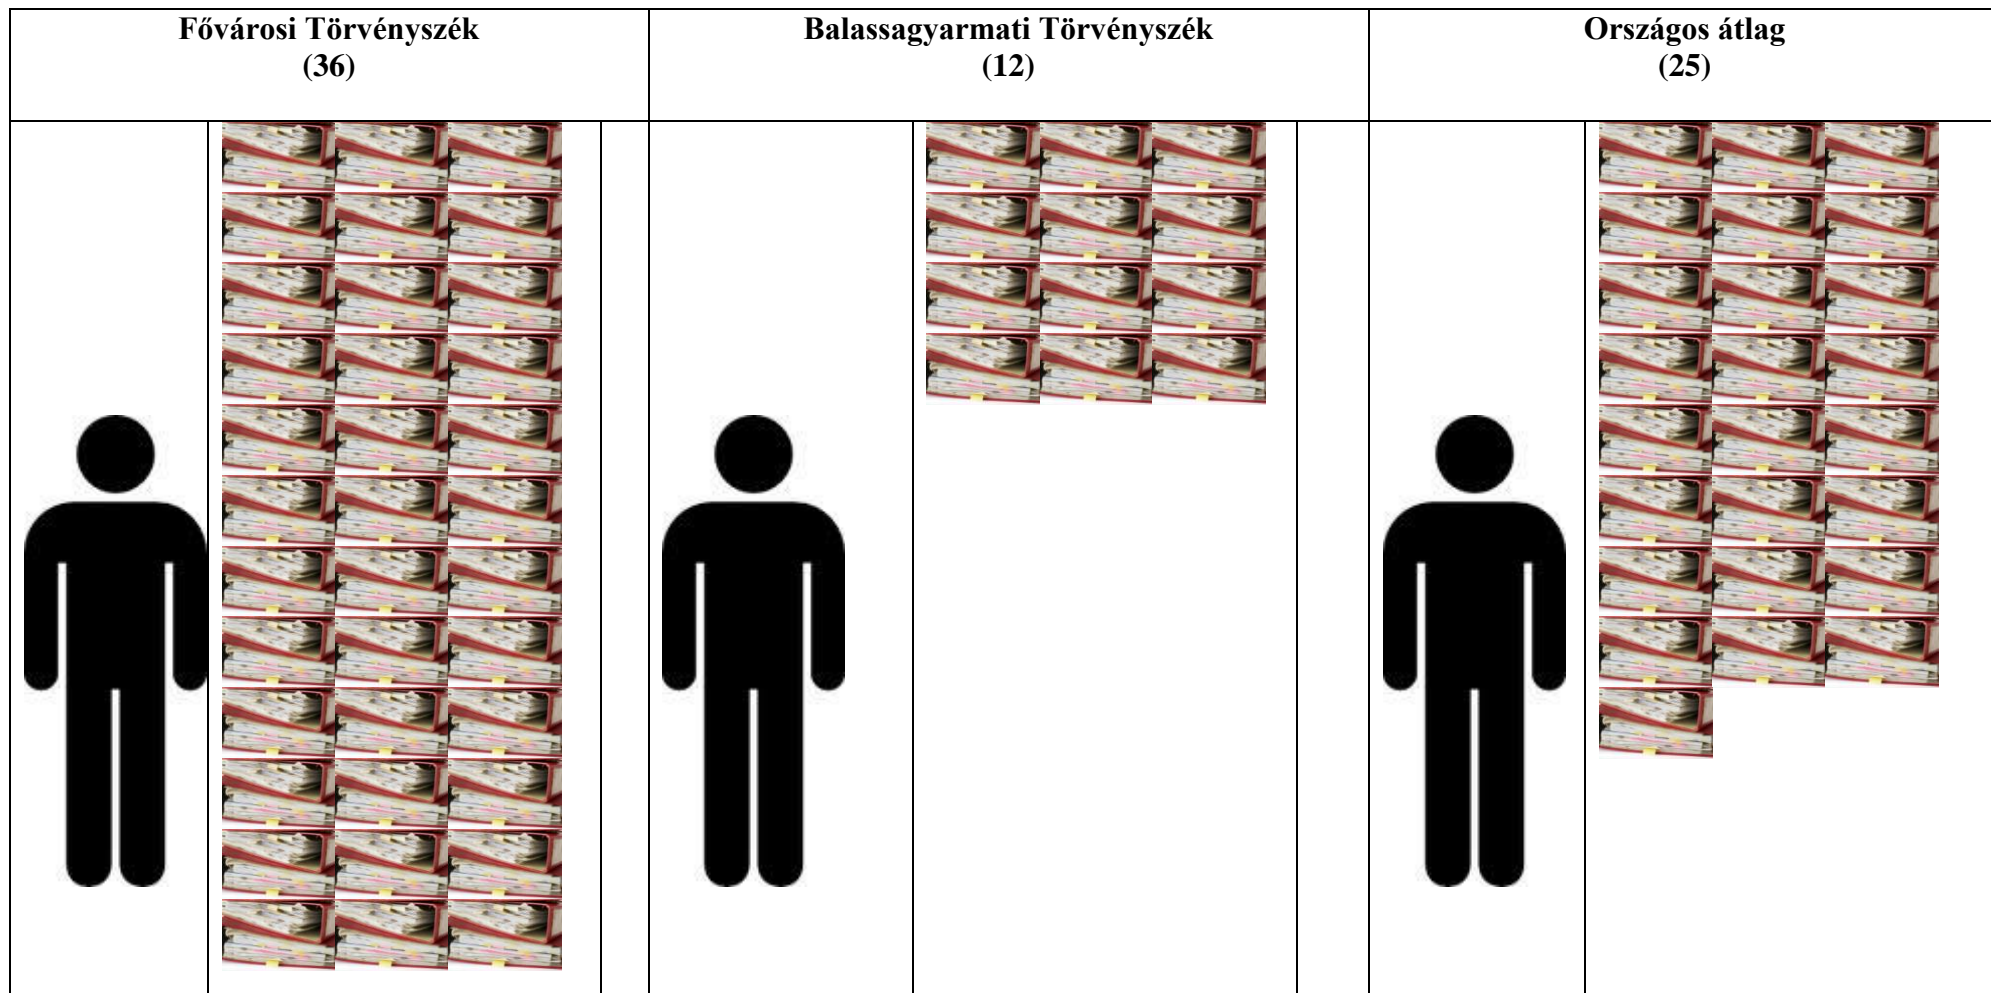 Fővárosi Törvényszék
(36)
Balassagyarmati Törvényszék
(12)
Országos átlag
(25)